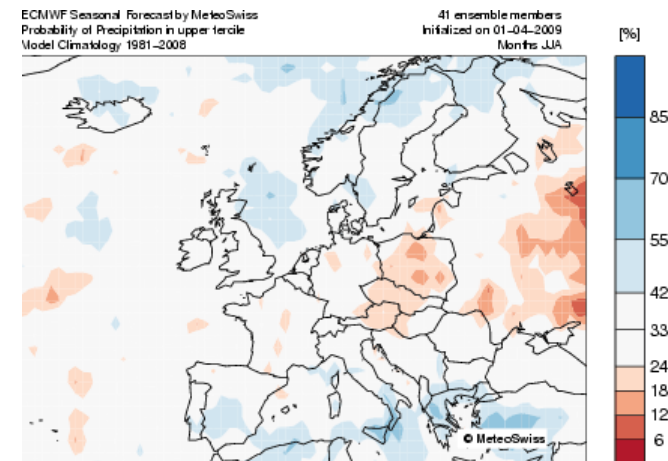 ECMWF Seasonal Forecast by MeteoSwiss
Probability of Precipitation in upper tercile
Model Climatology 1981–2008
41 ensemble members
Initialized on 01–04–2009
Months JJA
[%]
85
70
55
42
33
24
18
12
6
© MeteoSwiss